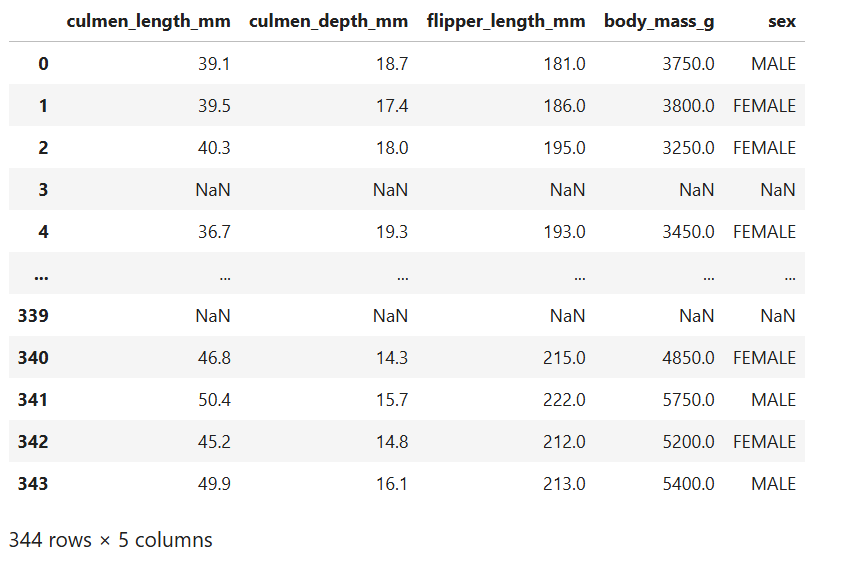 culmen_length_mm culmen_depth_mm flipper_length_mm body_mass_g sex
0 39.1 18.7 181.0 3750.0 MALE
1 39.5 17.4 186.0 3800.0 FEMALE
2 40.3 18.0 195.0 3250.0 FEMALE
3 NaN NaN NaN NaN NaN
4 36.7 19.3 193.0 3450.0 FEMALE
... ... ... ... ... ...
339 NaN NaN NaN NaN NaN
340 46.8 14.3 215.0 4850.0 FEMALE
341 50.4 15.7 222.0 5750.0 MALE
342 45.2 14.8 212.0 5200.0 FEMALE
343 49.9 16.1 213.0 5400.0 MALE
344 rows × 5 columns